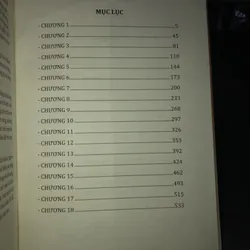 MỤC LỤC
- CHƯƠNG 1 5
- CHƯƠNG 2 45
- CHƯƠNG 3 81
- CHƯƠNG 4 119
- CHƯƠNG 5 144
- CHƯƠNG 6 173
- CHƯƠNG 7 200
- CHƯƠNG 8 233
- CHƯƠNG 9 268
- CHƯƠNG 10 297
- CHƯƠNG 11 326
- CHƯƠNG 12 355
- CHƯƠNG 13 392
- CHƯƠNG 14 424
- CHƯƠNG 15 462
- CHƯƠNG 16 493
- CHƯƠNG 17 515
- CHƯƠNG 18 533